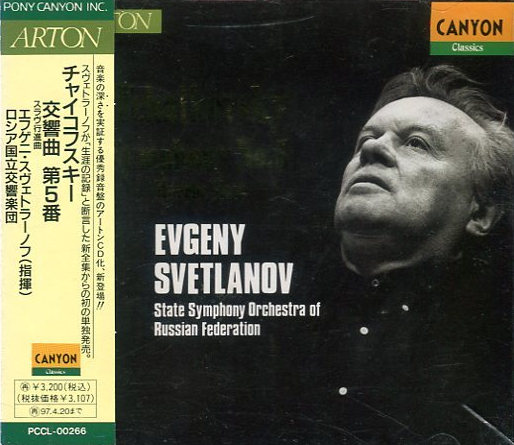 PONY CANYON INC.
ARTON
音楽の深さを実証する優秀録音盤のアートンCD化、新登場!!
スヴェトラーノフが、“生涯の記録”と断言した新全集からの初の単独発売。
チャイコフスキー
交響曲 第5番
スラヴ行進曲
エフゲニ・スヴェトラーノフ(指揮)
ロシア国立交響楽団
CANYON
Classics
再¥3,200(税込)
(税抜価格¥3,107)
再97.4.20まで
PCCL-00266
TON
CANYON
Classics
EVGENY
SVETLANOV
State Symphony Orchestra of
Russian Federation